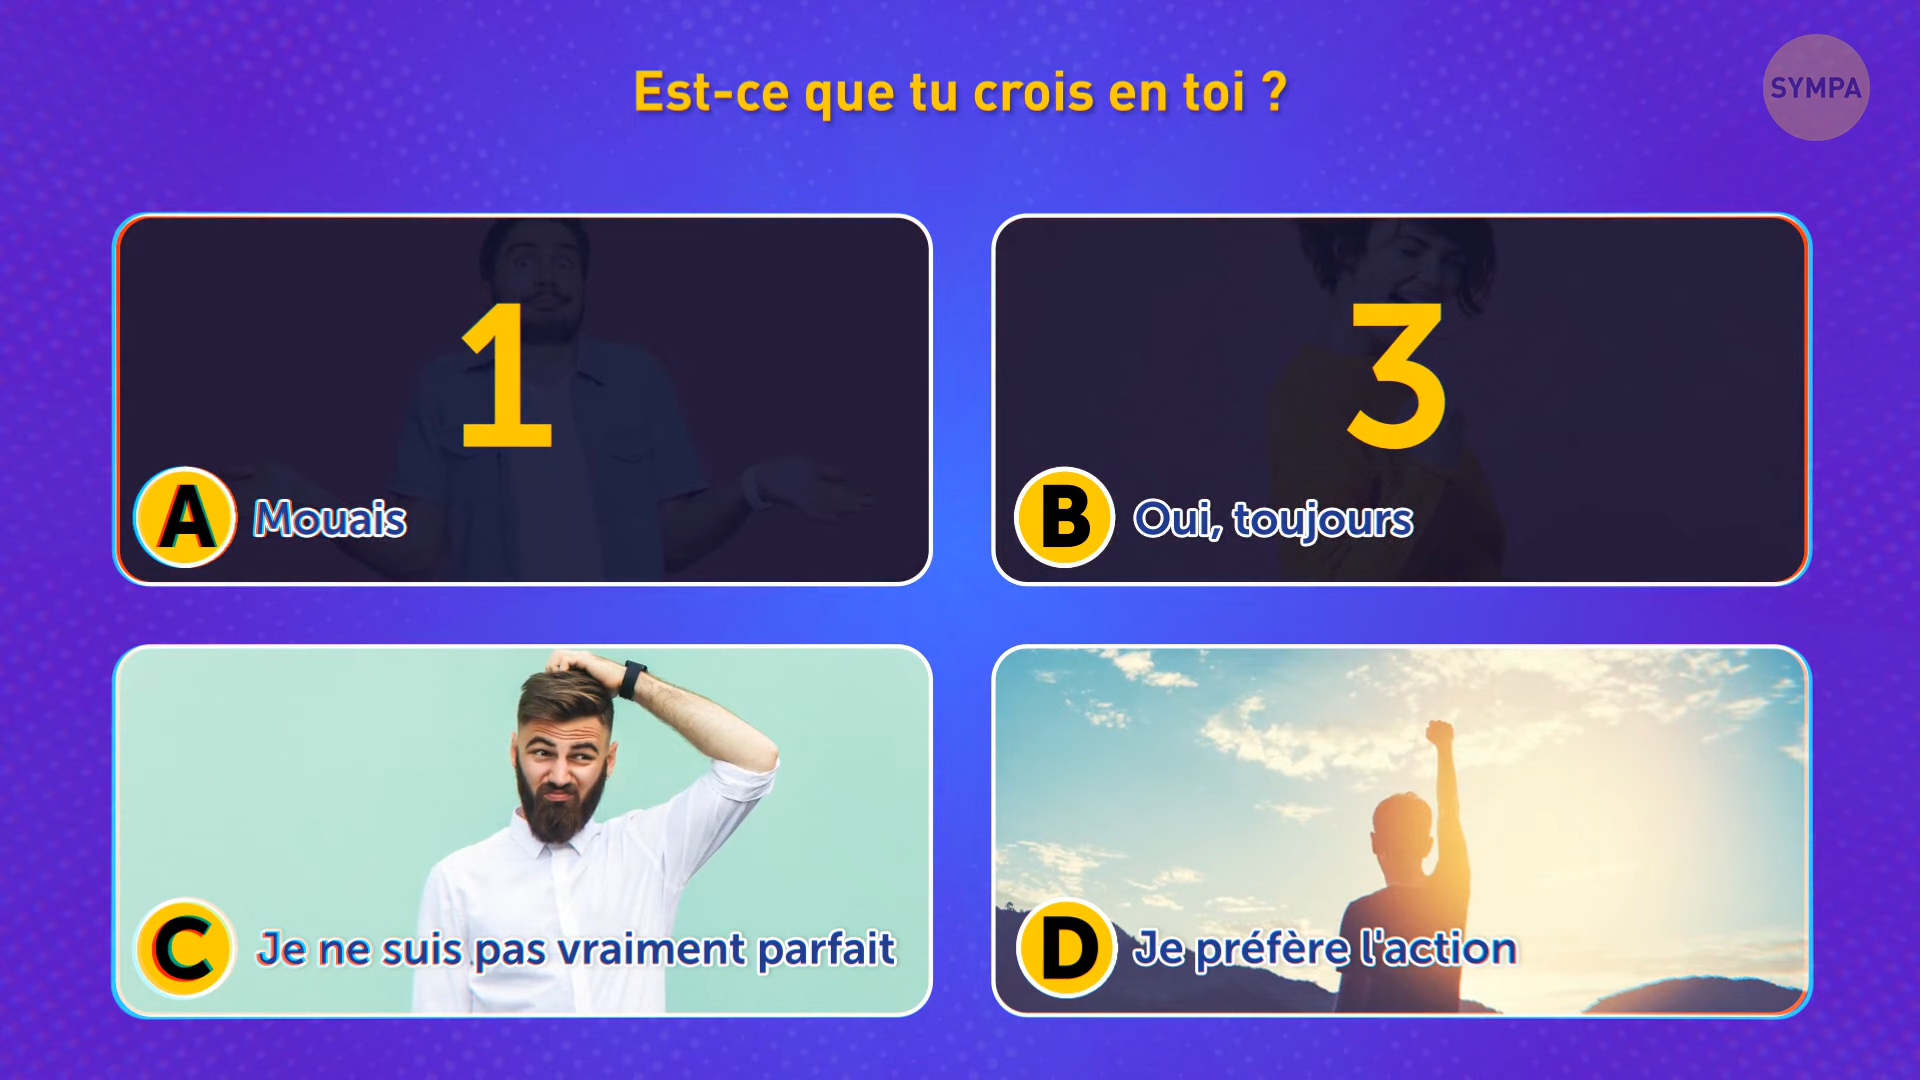 Est-ce que tu crois en toi ?
SYMPA
1
3
A Mouais
B Oui, toujours
C Je ne suis pas vraiment parfait
D Je préfère l'action